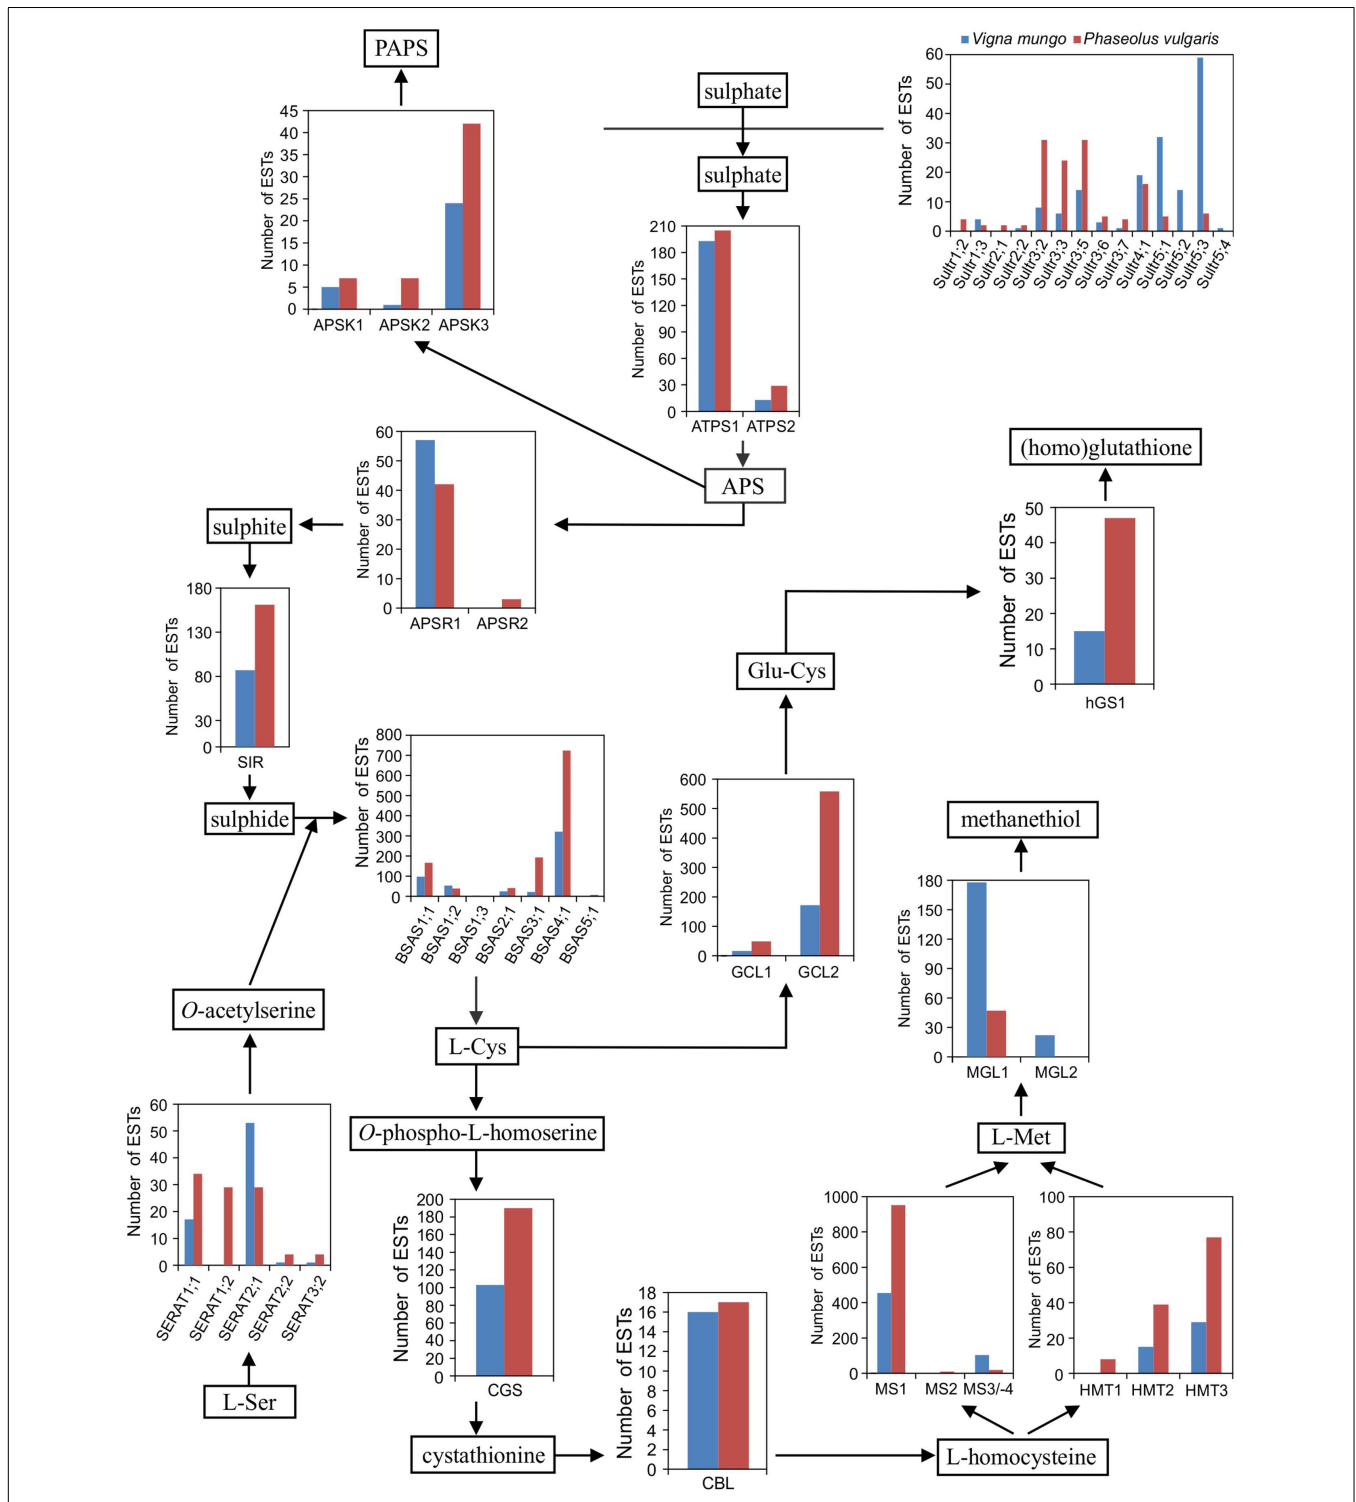 PAPS
45
40
35
30
25
20
15
10
5
0
Number of ESTs
APSK1 APSK2 APSK3
sulphate
sulphate
Vigna mungo Phaseolus vulgaris
60
50
40
30
20
10
0
Number of ESTs
Sultr1;2
Sultr1;3
Sultr2;1
Sultr2;2
Sultr3;2
Sultr3;3
Sultr3;5
Sultr3;6
Sultr3;7
Sultr4;1
Sultr5;1
Sultr5;2
Sultr5;3
Sultr5;4
210
180
150
120
90
60
30
0
Number of ESTs
ATPS1 ATPS2
APS
60
50
40
30
20
10
0
Number of ESTs
APSR1 APSR2
(homo)glutathione
50
40
30
20
10
0
Number of ESTs
hGS1
sulphite
180
130
80
30
0
Number of ESTs
SIR
sulphide
Glu-Cys
800
700
600
500
400
300
200
100
0
Number of ESTs
BSAS1;1
BSAS1;2
BSAS1;3
BSAS2;1
BSAS3;1
BSAS4;1
BSAS5;1
600
500
400
300
200
100
0
Number of ESTs
GCL1 GCL2
methanethiol
180
150
120
90
60
30
0
Number of ESTs
MGL1 MGL2
O-acetylserine
L-Cys
O-phospho-L-homoserine
L-Met
60
50
40
30
20
10
0
Number of ESTs
SERAT1;1
SERAT1;2
SERAT2;1
SERAT2;2
SERAT3;2
L-Ser
200
180
160
140
120
100
80
60
40
20
0
Number of ESTs
CGS
cystathionine
18
16
14
12
10
8
6
4
2
0
Number of ESTs
CBL
1000
800
600
400
200
0
Number of ESTs
MS1 MS2 MS3/-4
100
80
60
40
20
0
Number of ESTs
HMT1 HMT2 HMT3
L-homocysteine